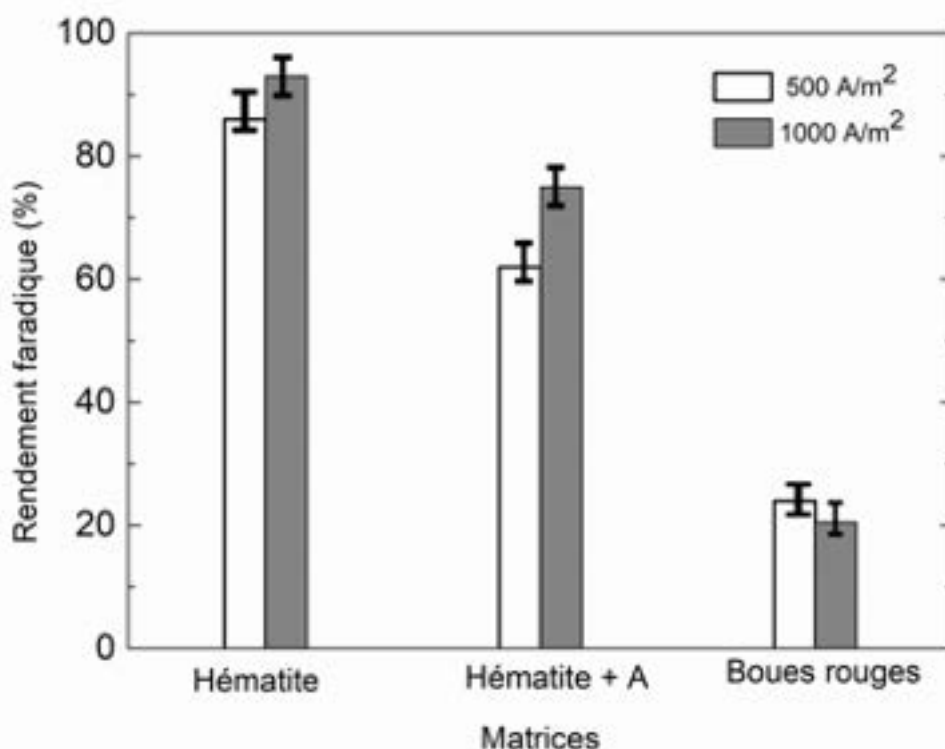 100
80
60
40
20
0
Rendement faradique (%)
500 A/m²
1000 A/m²
Hématite
Hématite + A
Boues rouges
Matrices